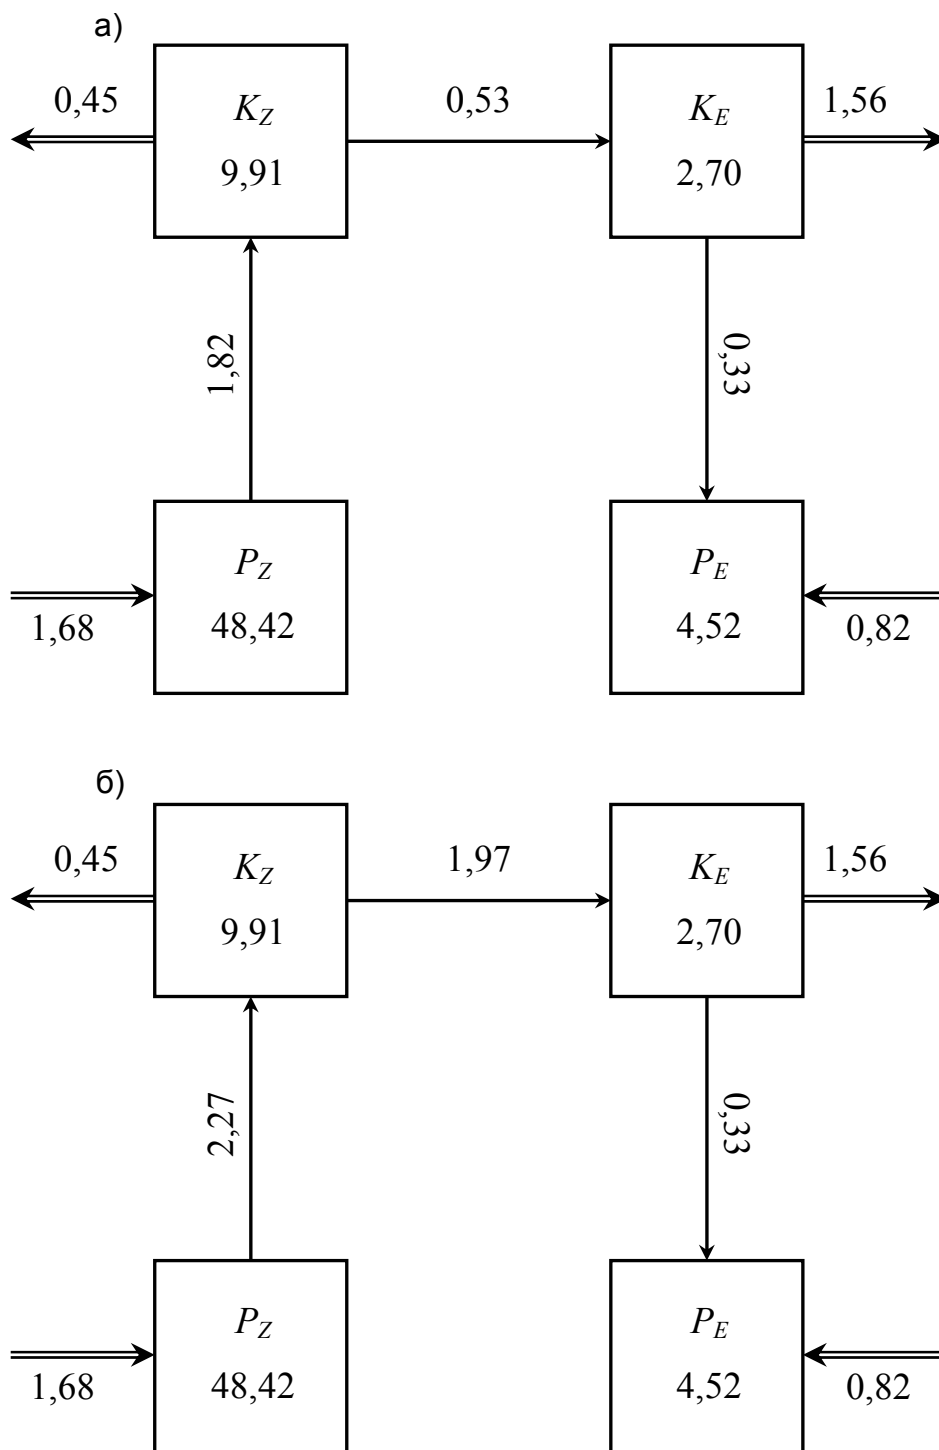 а)
0,45
K_Z
9,91
0,53
K_E
2,70
1,56
1,82
0,33
1,68
P_Z
48,42
P_E
4,52
0,82
б)
0,45
K_Z
9,91
1,97
K_E
2,70
1,56
2,27
0,33
1,68
P_Z
48,42
P_E
4,52
0,82